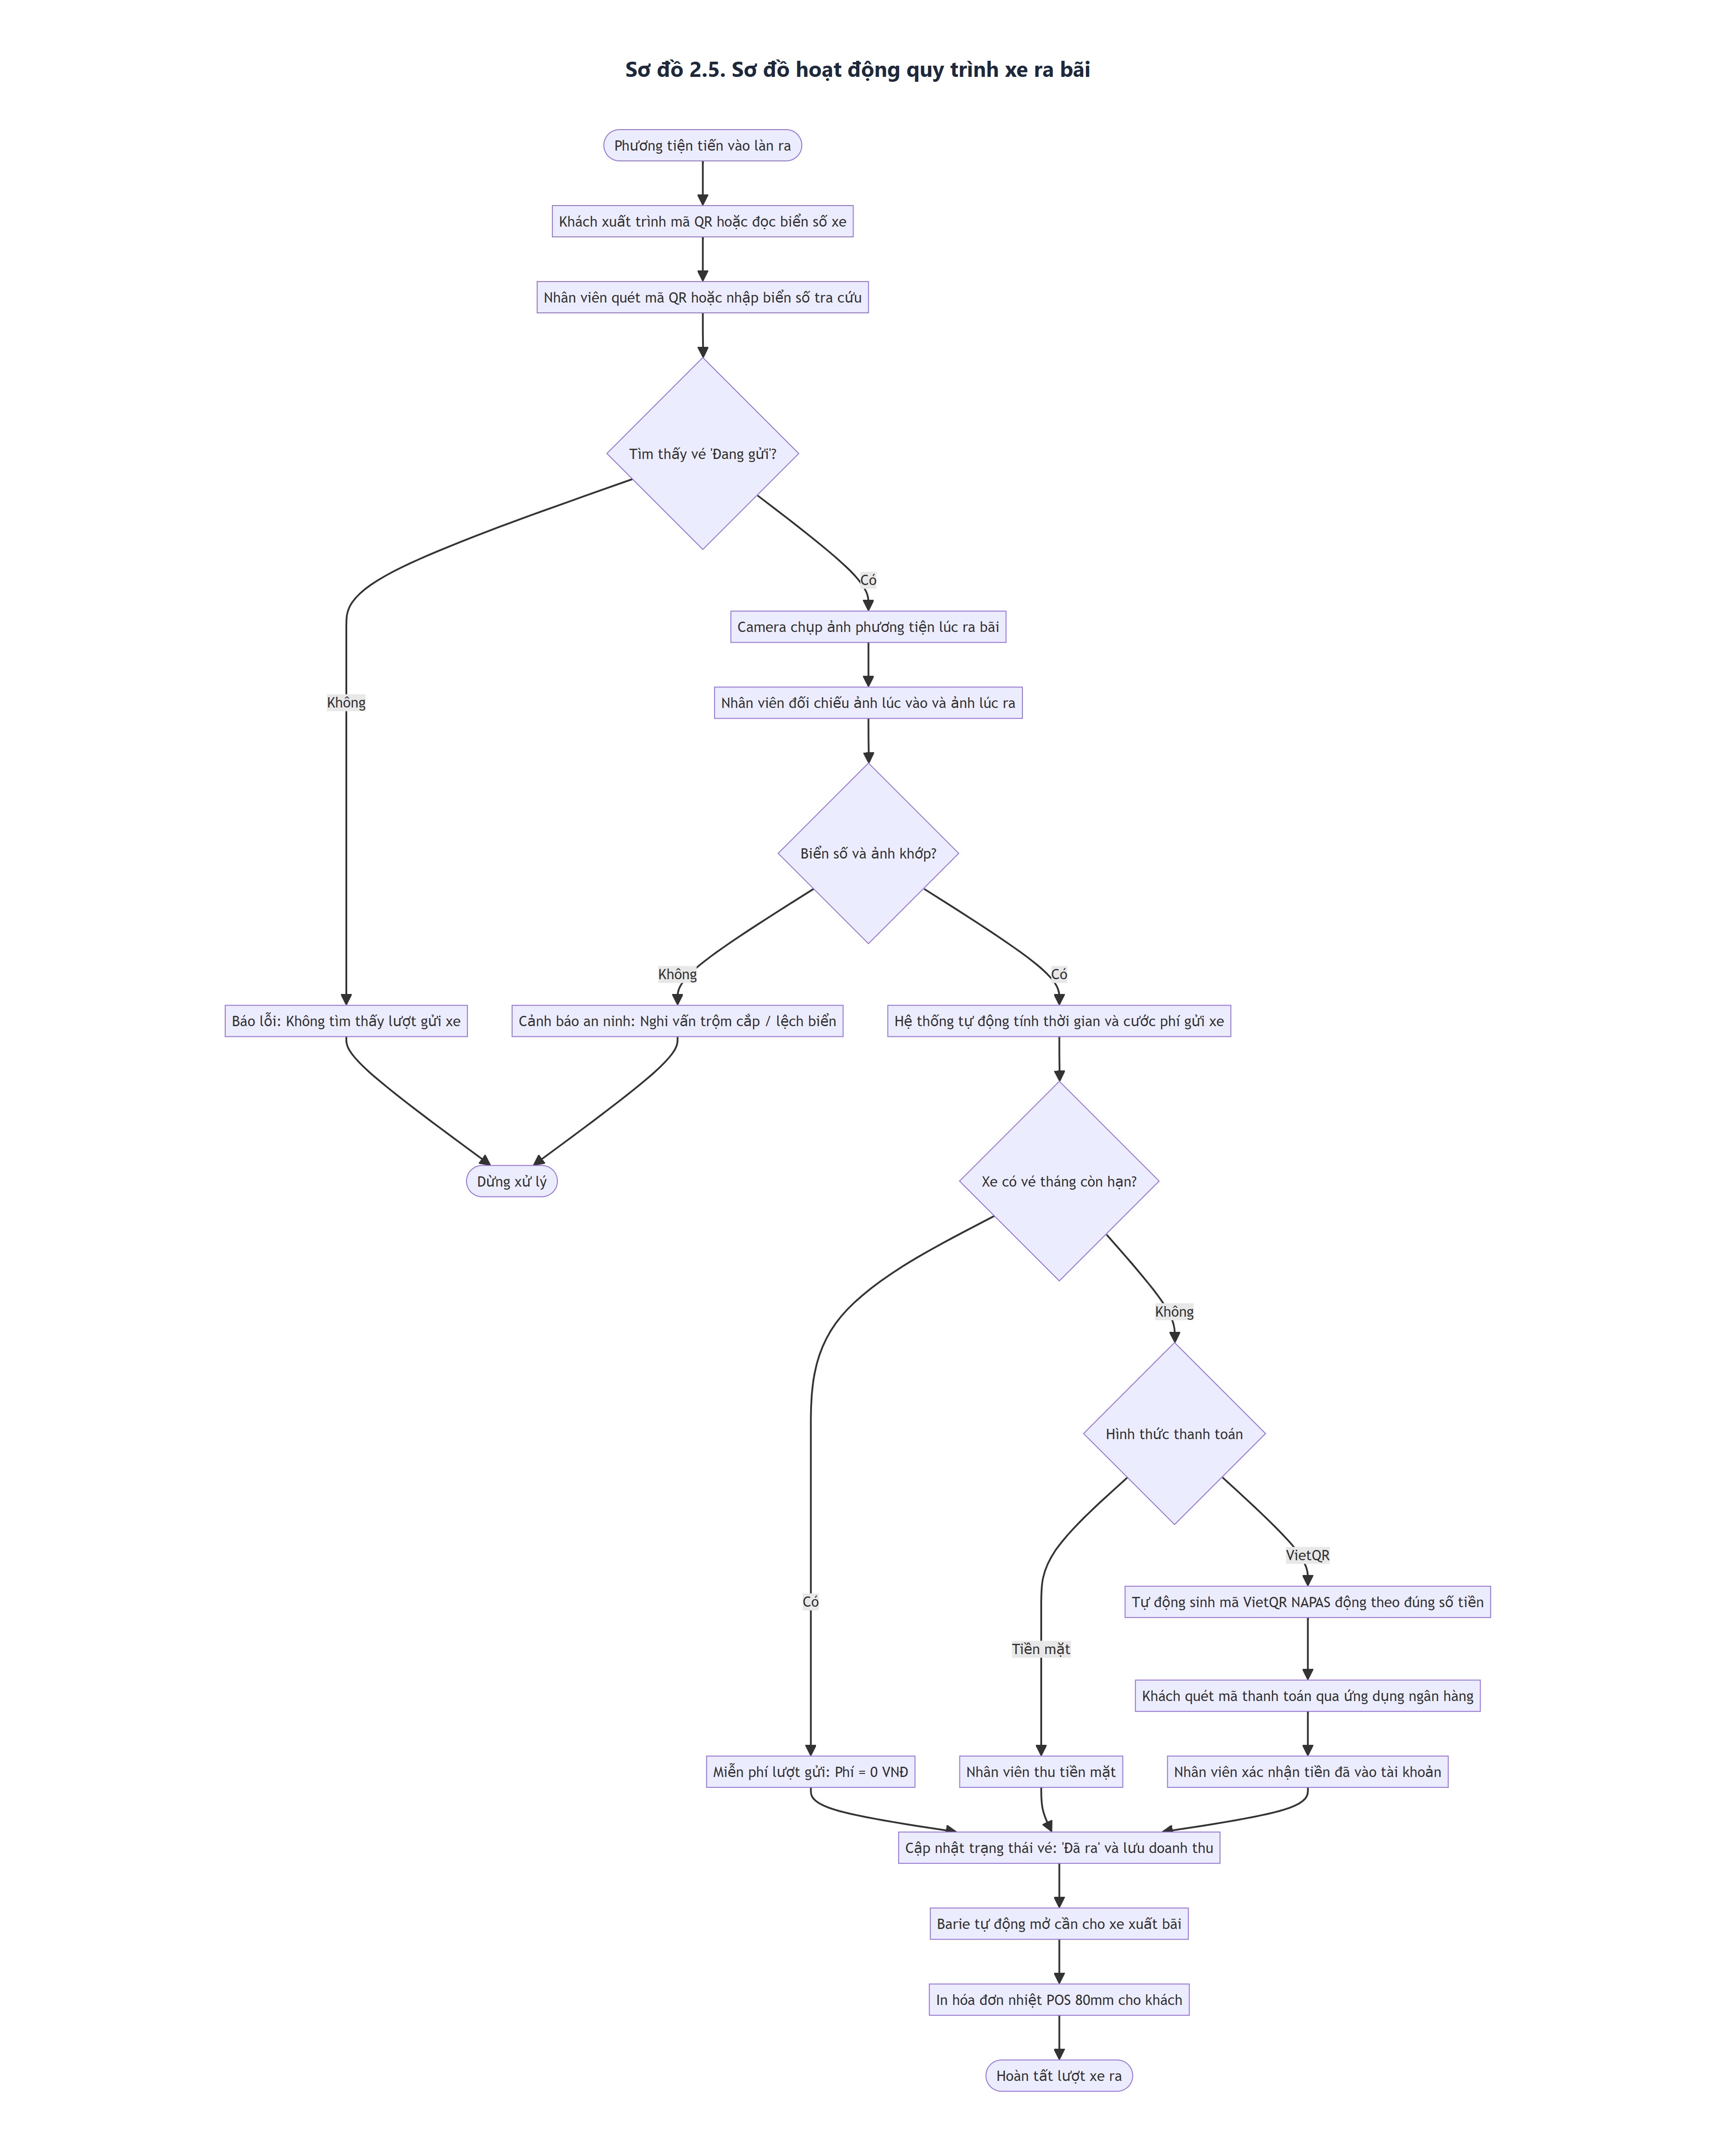 Sơ đồ 2.5. Sơ đồ hoạt động quy trình xe ra bãi
Phương tiện tiến vào làn ra
Khách xuất trình mã QR hoặc đọc biển số xe
Nhân viên quét mã QR hoặc nhập biển số tra cứu
Tìm thấy vé 'Đang gửi'?
Có
Camera chụp ảnh phương tiện lúc ra bãi
Không
Nhân viên đối chiếu ảnh lúc vào và ảnh lúc ra
Biển số và ảnh khớp?
Không
Có
Báo lỗi: Không tìm thấy lượt gửi xe
Cảnh báo an ninh: Nghi vấn trộm cắp / lệch biển
Hệ thống tự động tính thời gian và cước phí gửi xe
Dừng xử lý
Xe có vé tháng còn hạn?
Không
Hình thức thanh toán
VietQR
Có
Tự động sinh mã VietQR NAPAS động theo đúng số tiền
Tiền mặt
Khách quét mã thanh toán qua ứng dụng ngân hàng
Miễn phí lượt gửi: Phí = 0 VNĐ
Nhân viên thu tiền mặt
Nhân viên xác nhận tiền đã vào tài khoản
Cập nhật trạng thái vé: 'Đã ra' và lưu doanh thu
Barie tự động mở cần cho xe xuất bãi
In hóa đơn nhiệt POS 80mm cho khách
Hoàn tất lượt xe ra